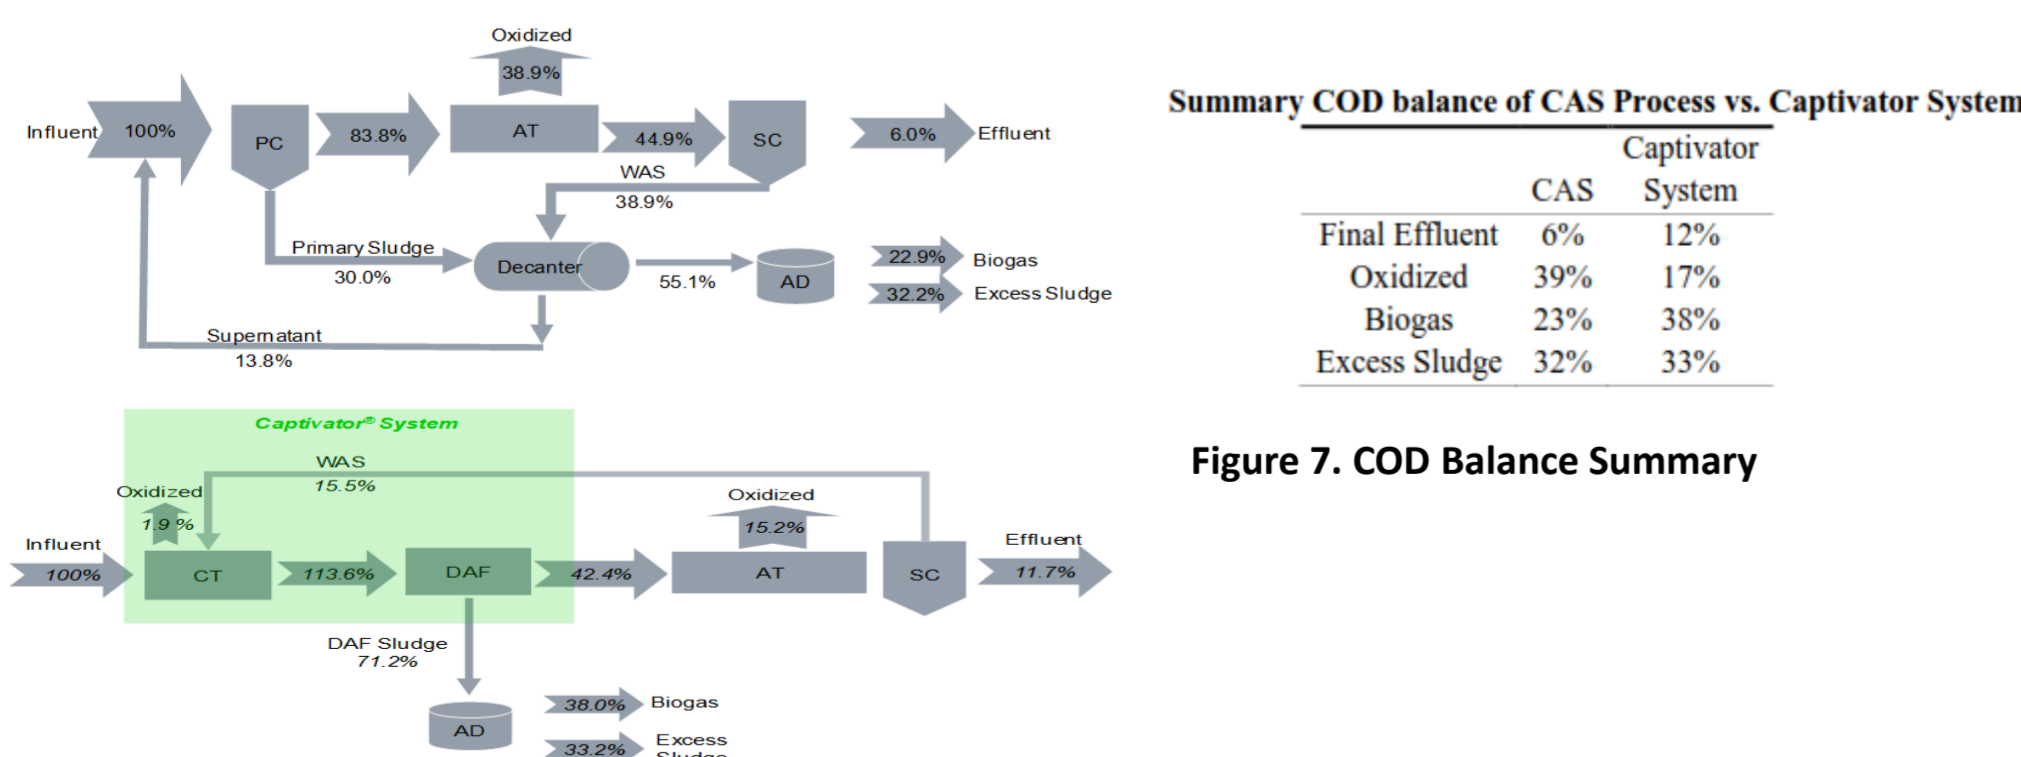 Oxidized
38.9%
Influent 100%
PC
83.8%
AT
44.9%
SC
6.0% Effluent
WAS
38.9%
Primary Sludge
30.0%
Decanter
55.1%
AD
22.9% Biogas
32.2% Excess Sludge
Supernatant
13.8%
Captivator® System
WAS
15.5%
Oxidized
1.9 %
Oxidized
15.2%
Influent
100%
CT
113.6%
DAF
42.4%
AT
SC
Effluent
11.7%
DAF Sludge
71.2%
AD
38.0% Biogas
33.2% Excess
Sludge
Summary COD balance of CAS Process vs. Captivator System
Captivator
CAS System
Final Effluent 6% 12%
Oxidized 39% 17%
Biogas 23% 38%
Excess Sludge 32% 33%
Figure 7. COD Balance Summary